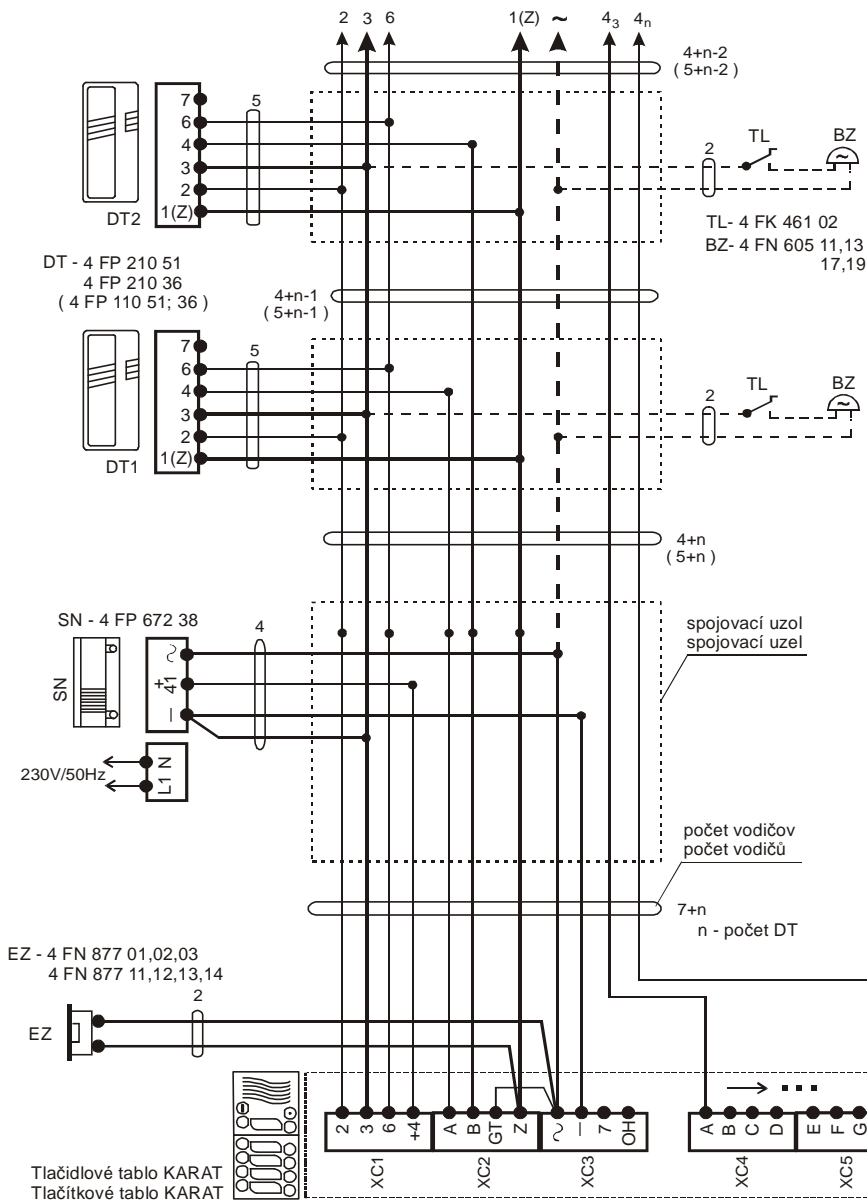 2 3 6 1(Z) ~ 4₃ 4ₙ
4+n-2
( 5+n-2 )
7
6
4
3
2
1(Z)
5
DT2
2
TL
BZ
~
TL- 4 FK 461 02
BZ- 4 FN 605 11,13
17,19
DT - 4 FP 210 51
4 FP 210 36
( 4 FP 110 51; 36 )
4+n-1
( 5+n-1 )
7
6
4
3
2
1(Z)
5
DT1
2
TL
BZ
~
4+n
( 5+n )
SN - 4 FP 672 38
4
SN
~
+
41
—
L1 N
230V/50Hz
spojovací uzol
spojovací uzel
počet vodičov
počet vodičů
7+n
n - počet DT
EZ - 4 FN 877 01,02,03
4 FN 877 11,12,13,14
2
EZ
2 3 6 +4 A B GT Z ~ — 7 OH A B C D E F G
XC1 XC2 XC3 XC4 XC5
Tlačidlové tablo KARAT
Tlačítkové tablo KARAT